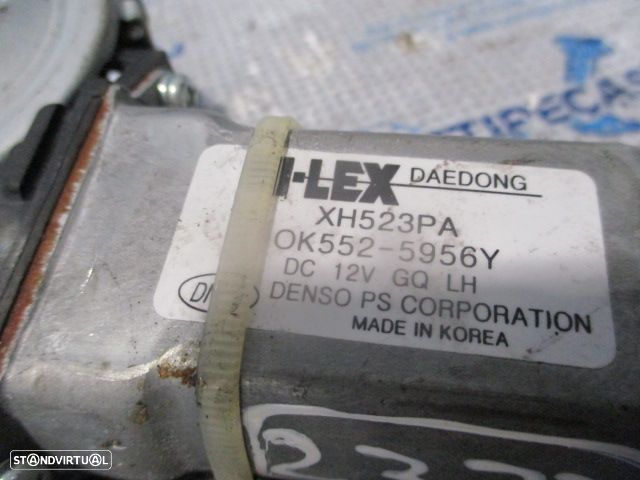 I-LEX DAEDONG
XH523PA
OK552-5956Y
DC 12V GQ LH
DENSO PS CORPORATION
MADE IN KOREA
STANDVIRTUAL